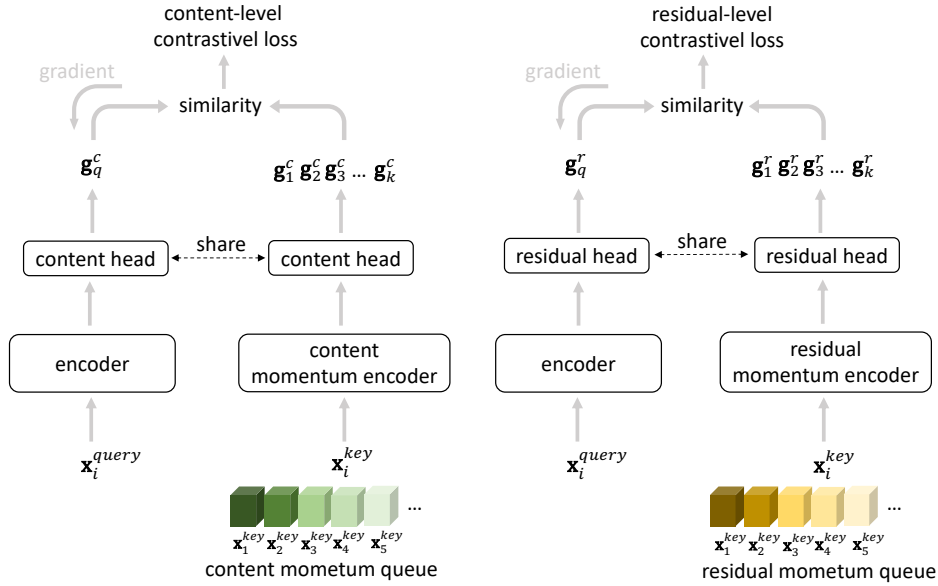 content-level
contrastivel loss
gradient
similarity
𝐠_q^c
𝐠_1^c 𝐠_2^c 𝐠_3^c ... 𝐠_k^c
content head
share
content head
encoder
content
momentum encoder
𝐱_i^{query}
𝐱_i^{key}
...
𝐱_1^{key} 𝐱_2^{key} 𝐱_3^{key} 𝐱_4^{key} 𝐱_5^{key}
content mometum queue
residual-level
contrastivel loss
gradient
similarity
𝐠_q^r
𝐠_1^r 𝐠_2^r 𝐠_3^r ... 𝐠_k^r
residual head
share
residual head
encoder
residual
momentum encoder
𝐱_i^{query}
𝐱_i^{key}
...
𝐱_1^{key} 𝐱_2^{key} 𝐱_3^{key} 𝐱_4^{key} 𝐱_5^{key}
residual mometum queue